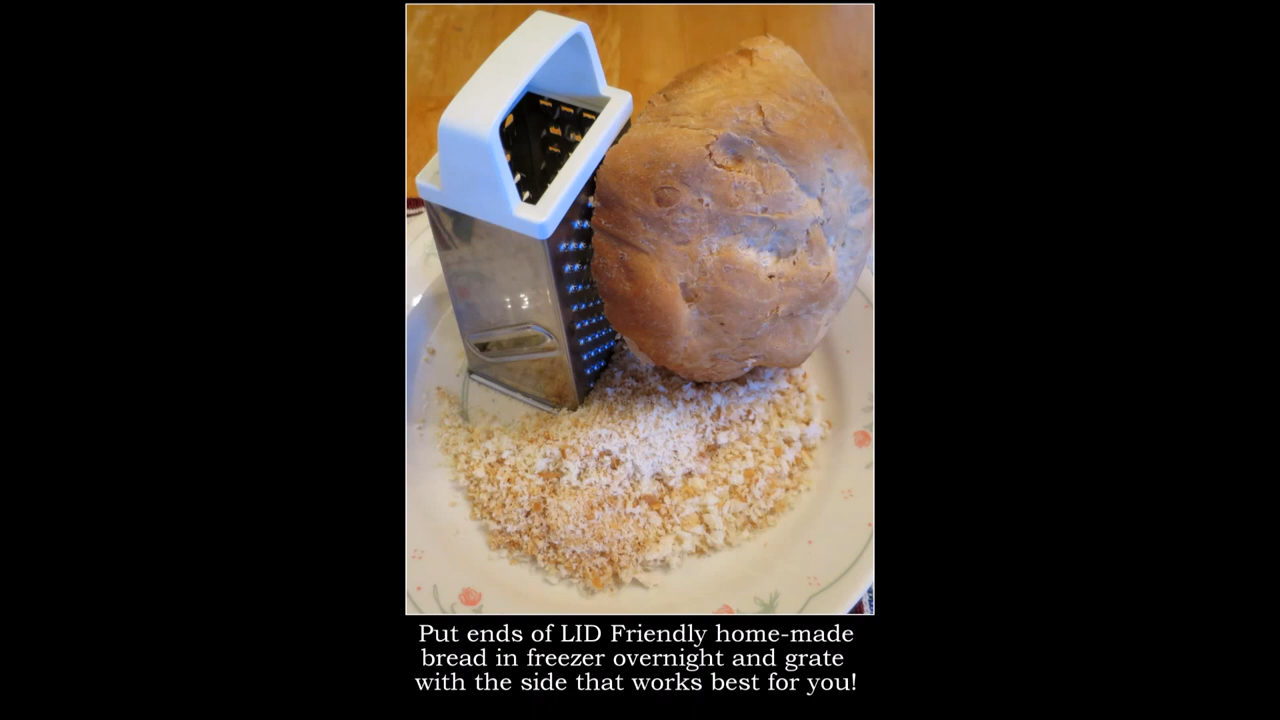 Put ends of LID Friendly home-made
bread in freezer overnight and grate
with the side that works best for you!